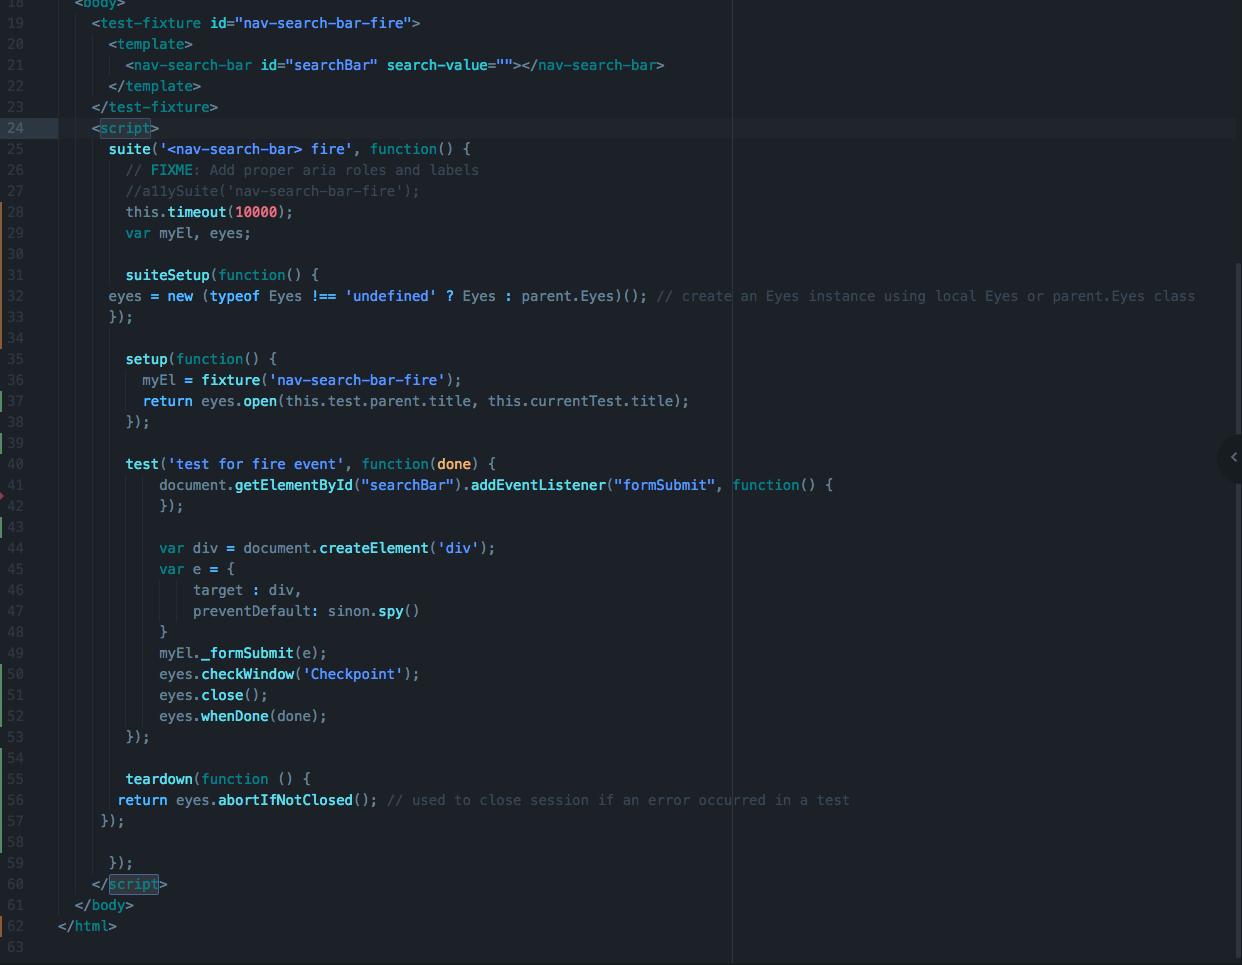 18 <body>
19 <test-fixture id="nav-search-bar-fire">
20 <template>
21 <nav-search-bar id="searchBar" search-value=""></nav-search-bar>
22 </template>
23 </test-fixture>
24 <script>
25 suite('<nav-search-bar> fire', function() {
26 // FIXME: Add proper aria roles and labels
27 //a11ySuite('nav-search-bar-fire');
28 this.timeout(10000);
29 var myEl, eyes;
30
31 suiteSetup(function() {
32 eyes = new (typeof Eyes !== 'undefined' ? Eyes : parent.Eyes)(); // create an Eyes instance using local Eyes or parent.Eyes class
33 });
34
35 setup(function() {
36 myEl = fixture('nav-search-bar-fire');
37 return eyes.open(this.test.parent.title, this.currentTest.title);
38 });
39
40 test('test for fire event', function(done) {
41 document.getElementById("searchBar").addEventListener("formSubmit", function() {
42 });
43
44 var div = document.createElement('div');
45 var e = {
46 target : div,
47 preventDefault: sinon.spy()
48 }
49 myEl._formSubmit(e);
50 eyes.checkWindow('Checkpoint');
51 eyes.close();
52 eyes.whenDone(done);
53 });
54
55 teardown(function () {
56 return eyes.abortIfNotClosed(); // used to close session if an error occurred in a test
57 });
58
59 });
60 </script>
61 </body>
62 </html>
63